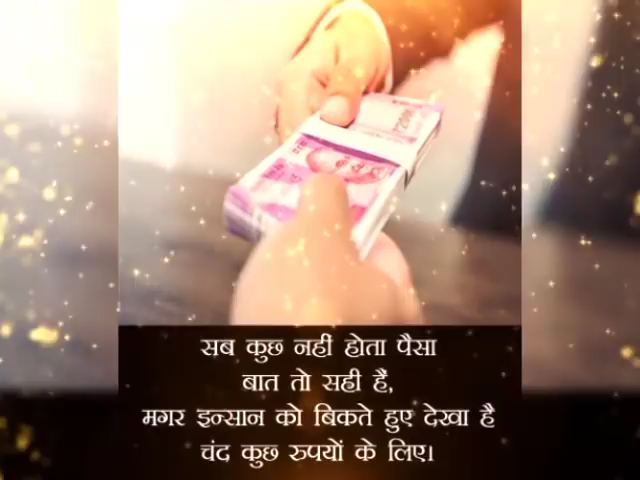 सब कुछ नहीं होता पैसा
बात तो सही हैं,
मगर इन्सान को बिकते हुए देखा है
चंद कुछ रुपयों के लिए।